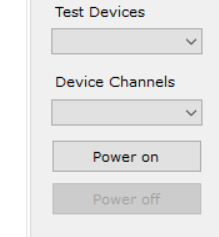 Test Devices
Device Channels
Power on
Power off